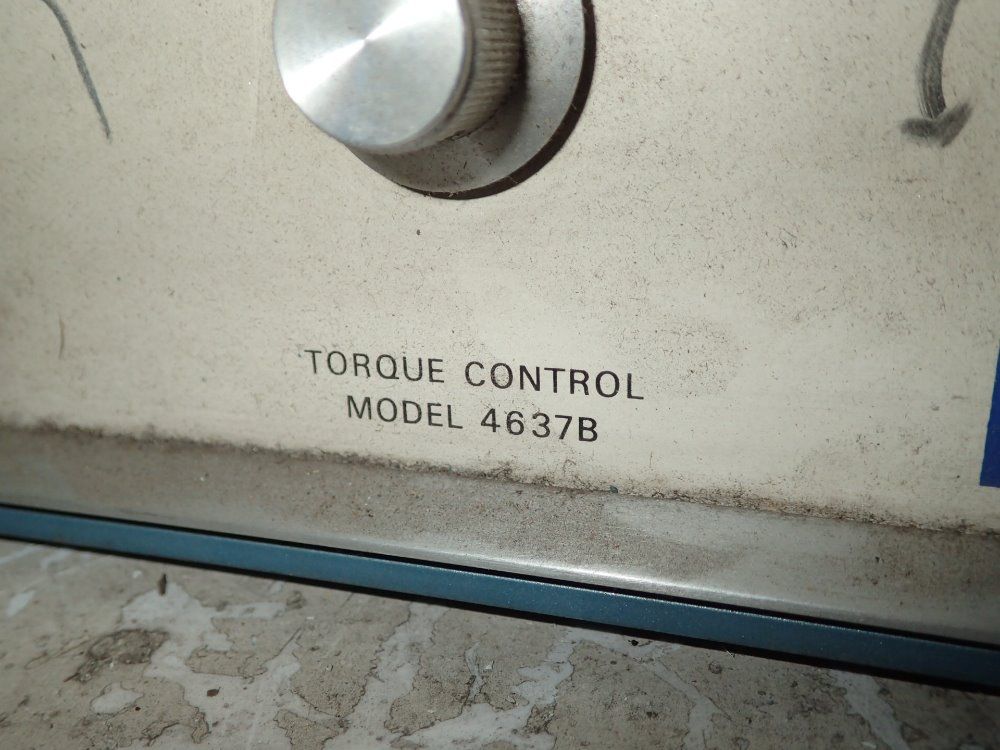 TORQUE CONTROL
MODEL 4637B